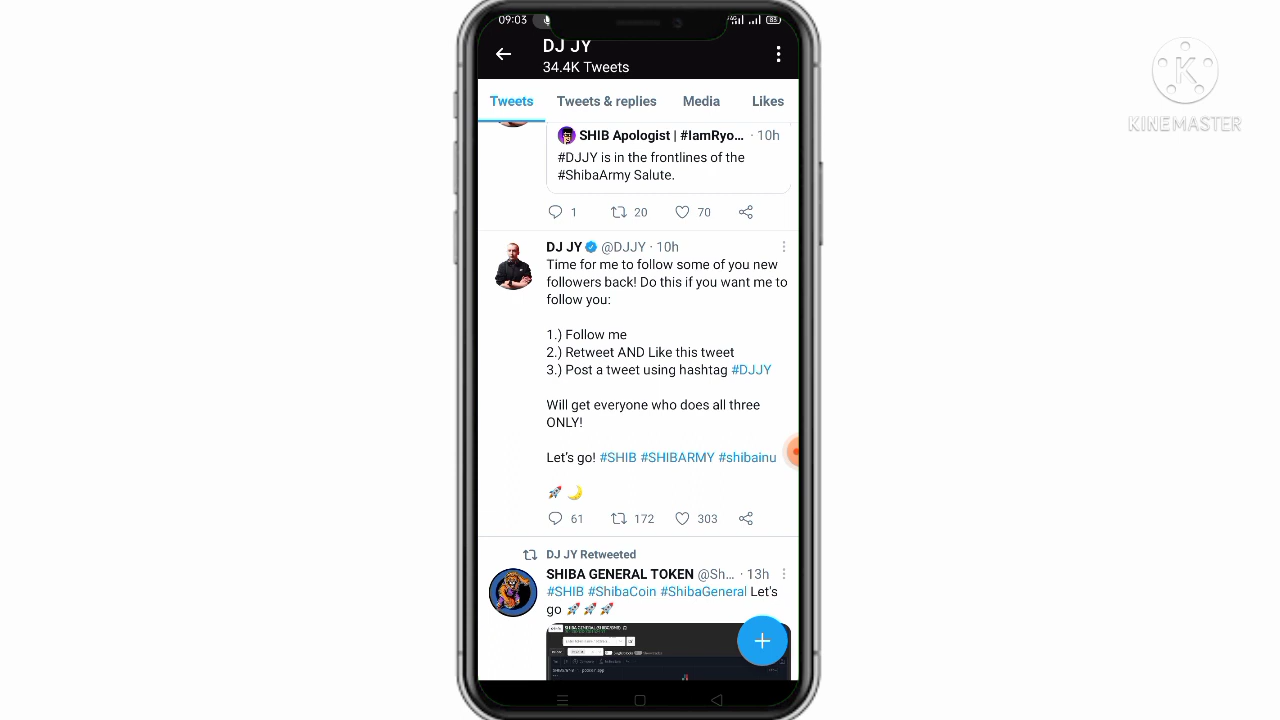 09:03
83
DJ JY
34.4K Tweets
Tweets
Tweets & replies
Media
Likes
K
KINEMASTER
SHIB Apologist | #IamRyo... · 10h
#DJJY is in the frontlines of the
#ShibaArmy Salute.
1
20
70
DJ JY @DJJY · 10h
Time for me to follow some of you new
followers back! Do this if you want me to
follow you:
1.) Follow me
2.) Retweet AND Like this tweet
3.) Post a tweet using hashtag #DJJY
Will get everyone who does all three
ONLY!
Let's go! #SHIB #SHIBARMY #shibainu
🚀 🌙
61
172
303
DJ JY Retweeted
SHIBA GENERAL TOKEN @Sh... · 13h
#SHIB #ShibaCoin #ShibaGeneral Let's
go 🚀🚀🚀